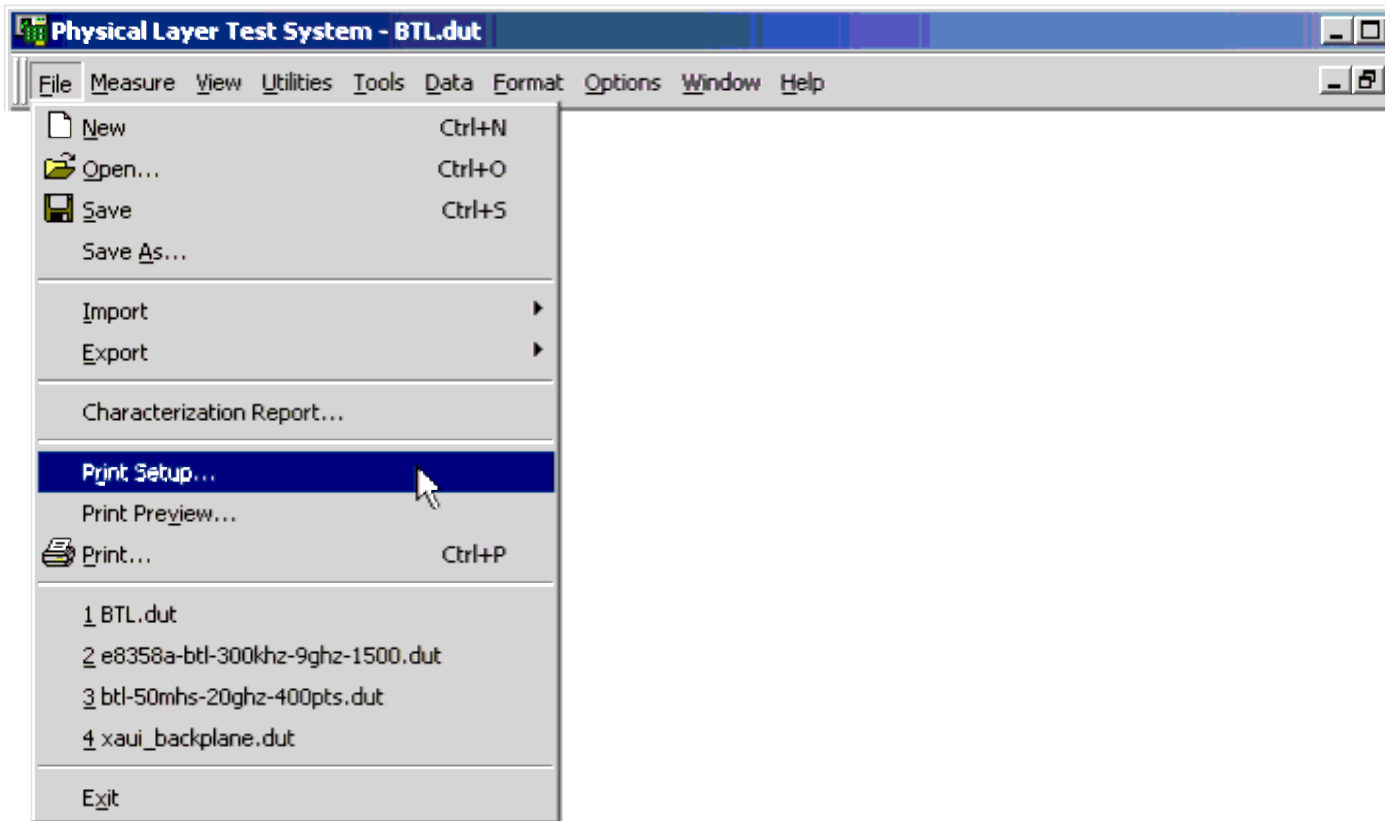 Physical Layer Test System - BTL.dut
File Measure View Utilities Tools Data Format Options Window Help
New Ctrl+N
Open... Ctrl+O
Save Ctrl+S
Save As...
Import
Export
Characterization Report...
Print Setup...
Print Preview...
Print... Ctrl+P
1 BTL.dut
2 e8358a-btl-300khz-9ghz-1500.dut
3 btl-50mhs-20ghz-400pts.dut
4 xaui_backplane.dut
Exit